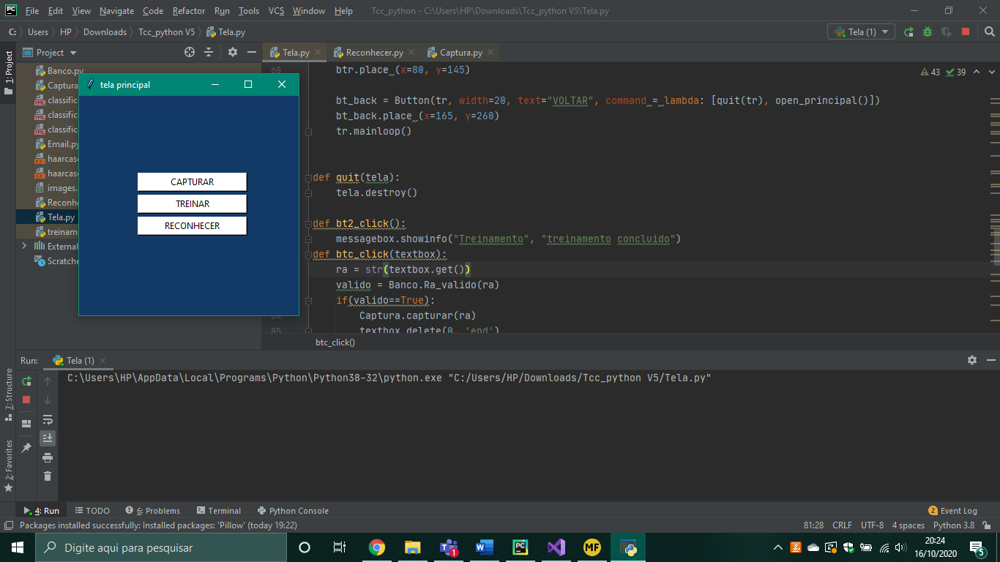 File Edit View Navigate Code Refactor Run Tools VCS Window Help Tcc_python - C:\Users\HP\Downloads\Tcc_python V5\Tela.py
C: Users HP Downloads Tcc_python V5 Tela.py Tela (1)
1: Project
Project
Tela.py Reconhecer.py Captura.py
Banco.py
Captura
classific
classific
classific
Email.py
haarcasc
haarcasc
images.
Reconh
Tela.py
treinam
External
Scratche
tela principal
CAPTURAR
TREINAR
RECONHECER
43 39
68 btr.place (x=80, y=145)
bt_back = Button(tr, width=20, text="VOLTAR", command = lambda: [quit(tr), open_principal()])
bt_back.place (x=165, y=260)
tr.mainloop()
def quit(tela):
tela.destroy()
def bt2_click():
messagebox.showinfo("Treinamento", "treinamento concluido")
def btc_click(textbox):
ra = str(textbox.get())
valido = Banco.Ra_valido(ra)
if(valido==True):
84 Captura.capturar(ra)
85 textbox.delete(0, 'end')
btc_click()
Run: Tela (1)
C:\Users\HP\AppData\Local\Programs\Python\Python38-32\python.exe "C:/Users/HP/Downloads/Tcc_python V5/Tela.py"
7: Structure
2: Favorites
4: Run TODO 6: Problems Terminal Python Console 2 Event Log
Packages installed successfully: Installed packages: 'Pillow' (today 19:22) 81:28 CRLF UTF-8 4 spaces Python 3.8
Digite aqui para pesquisar
PC
1
W
PC
MF
20:24
16/10/2020
5